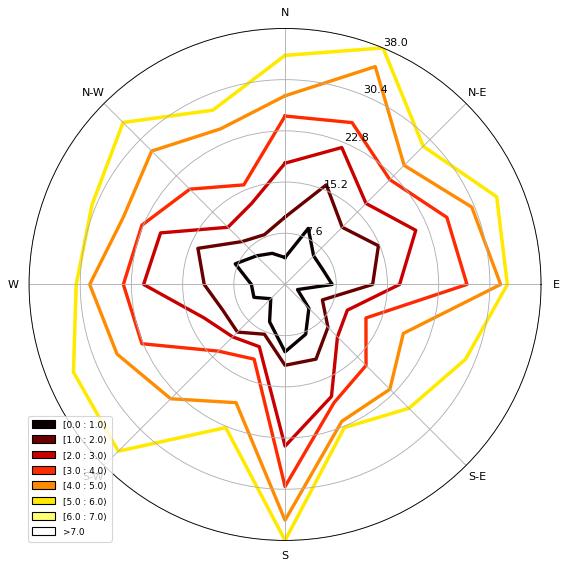 N
38.0
N-W
N-E
30.4
22.8
15.2
7.6
W
E
[0.0 : 1.0)
[1.0 : 2.0)
[2.0 : 3.0)
[3.0 : 4.0)
[4.0 : 5.0)
[5.0 : 6.0)
[6.0 : 7.0)
>7.0
S-W
S-E
S